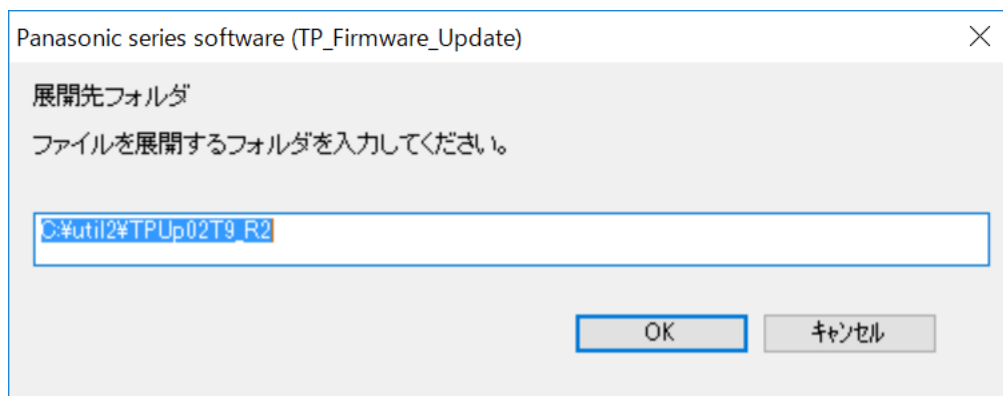 Panasonic series software (TP_Firmware_Update)
展開先フォルダ
ファイルを展開するフォルダを入力してください。
C:¥util2¥TPUp02T9_R2
OK
キャンセル